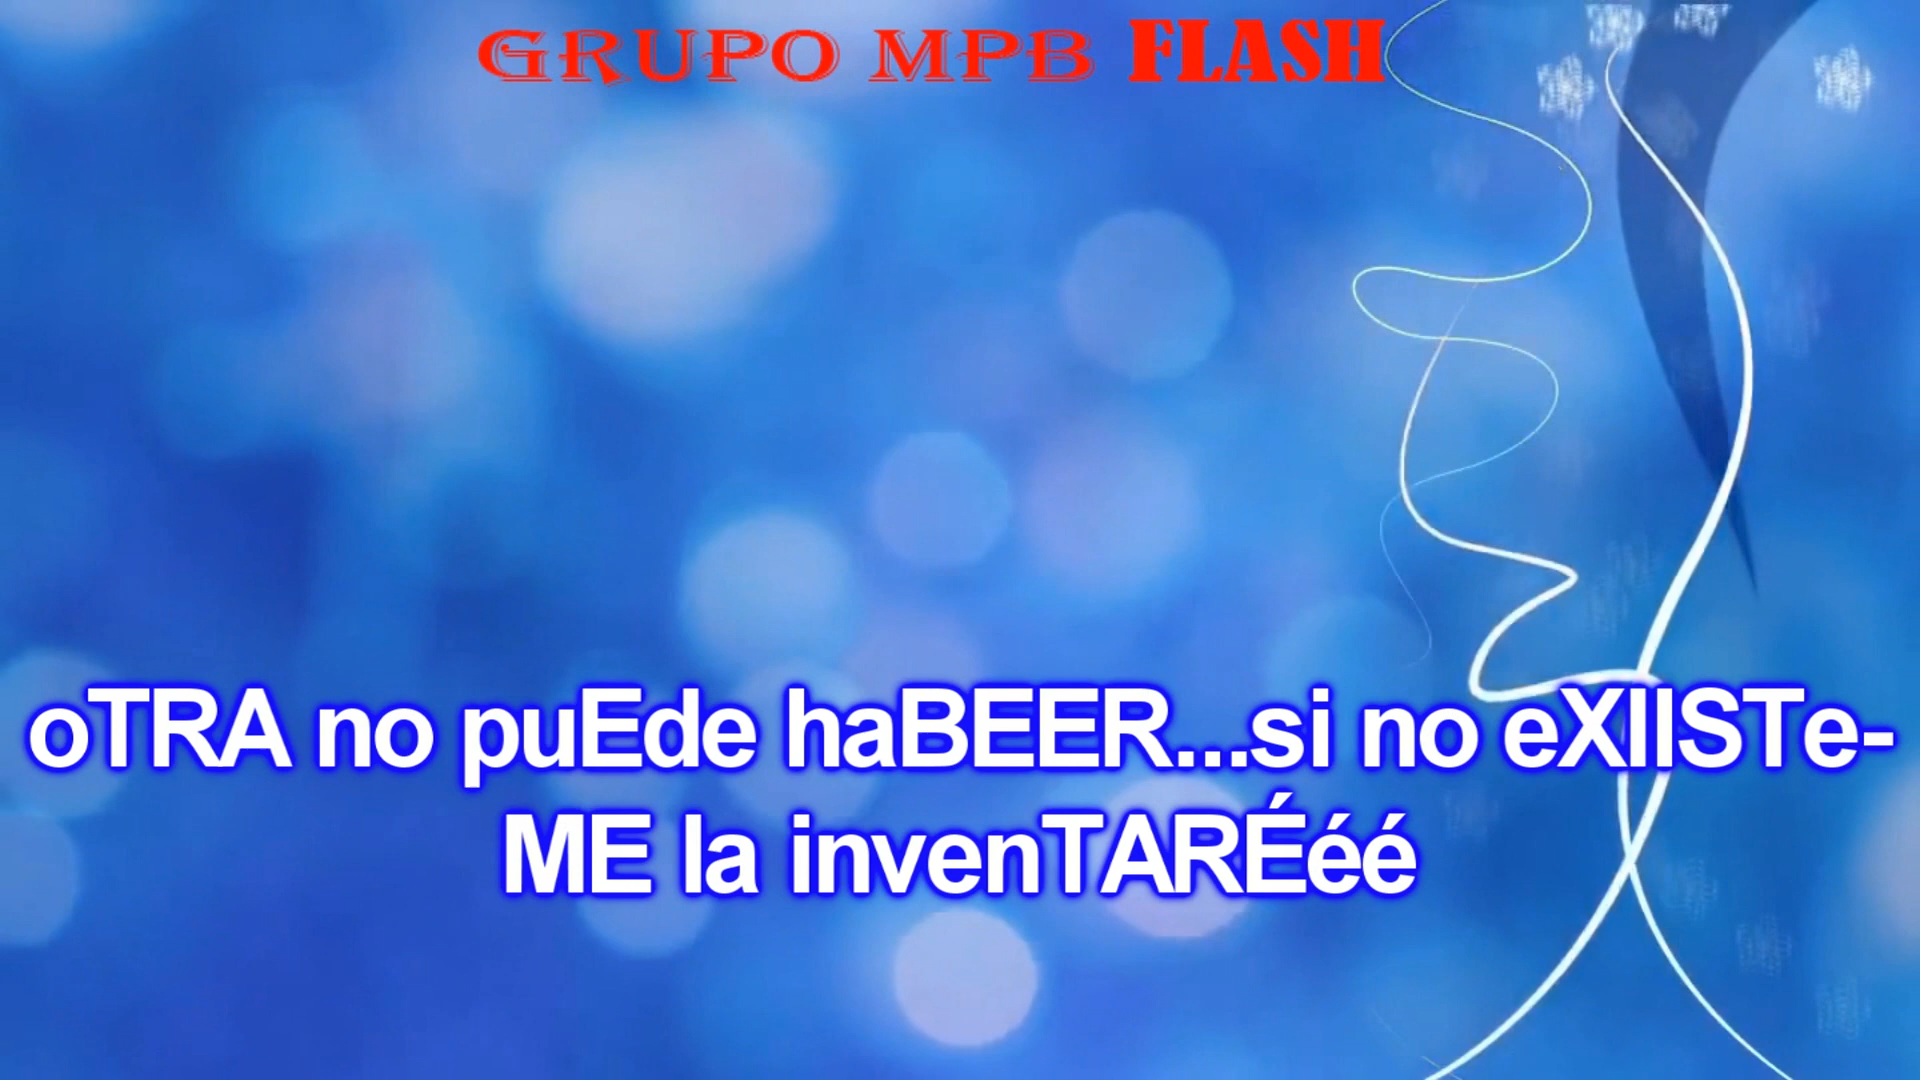 GRUPO MPB FLASH
oTRA no puEde haBEER...si no eXIISTe-
ME la invenTARÉéé